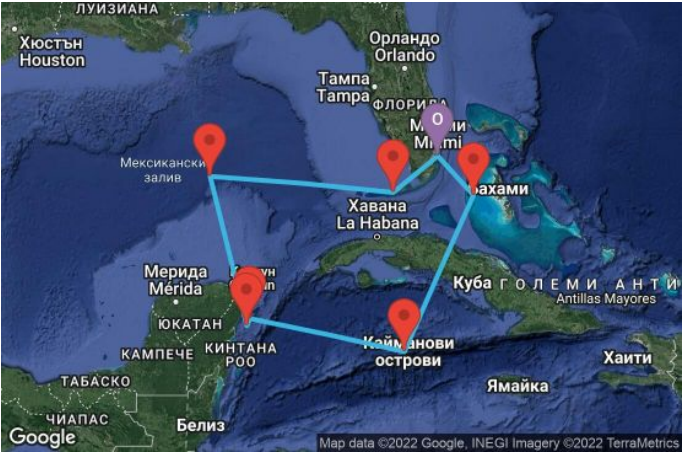 ЛУИЗИАНА
Хюстън
Houston
Орландо
Orlando
Тампа
Tampa
ФЛОРИДА
O
Miami
Мексикански
залив
Бахами
Хавана
La Habana
Мерида
Mérida
Куба
ГОЛЕМИ АНТИ
Antillas Mayores
ЮКАТАН
КАМПЕЧЕ
КИНТАНА
РОО
Кайманови
острови
Хаити
ТАБАСКО
Ямайка
ЧИАПАС
Белиз
Google
Map data ©2022 Google, INEGI Imagery ©2022 TerraMetrics